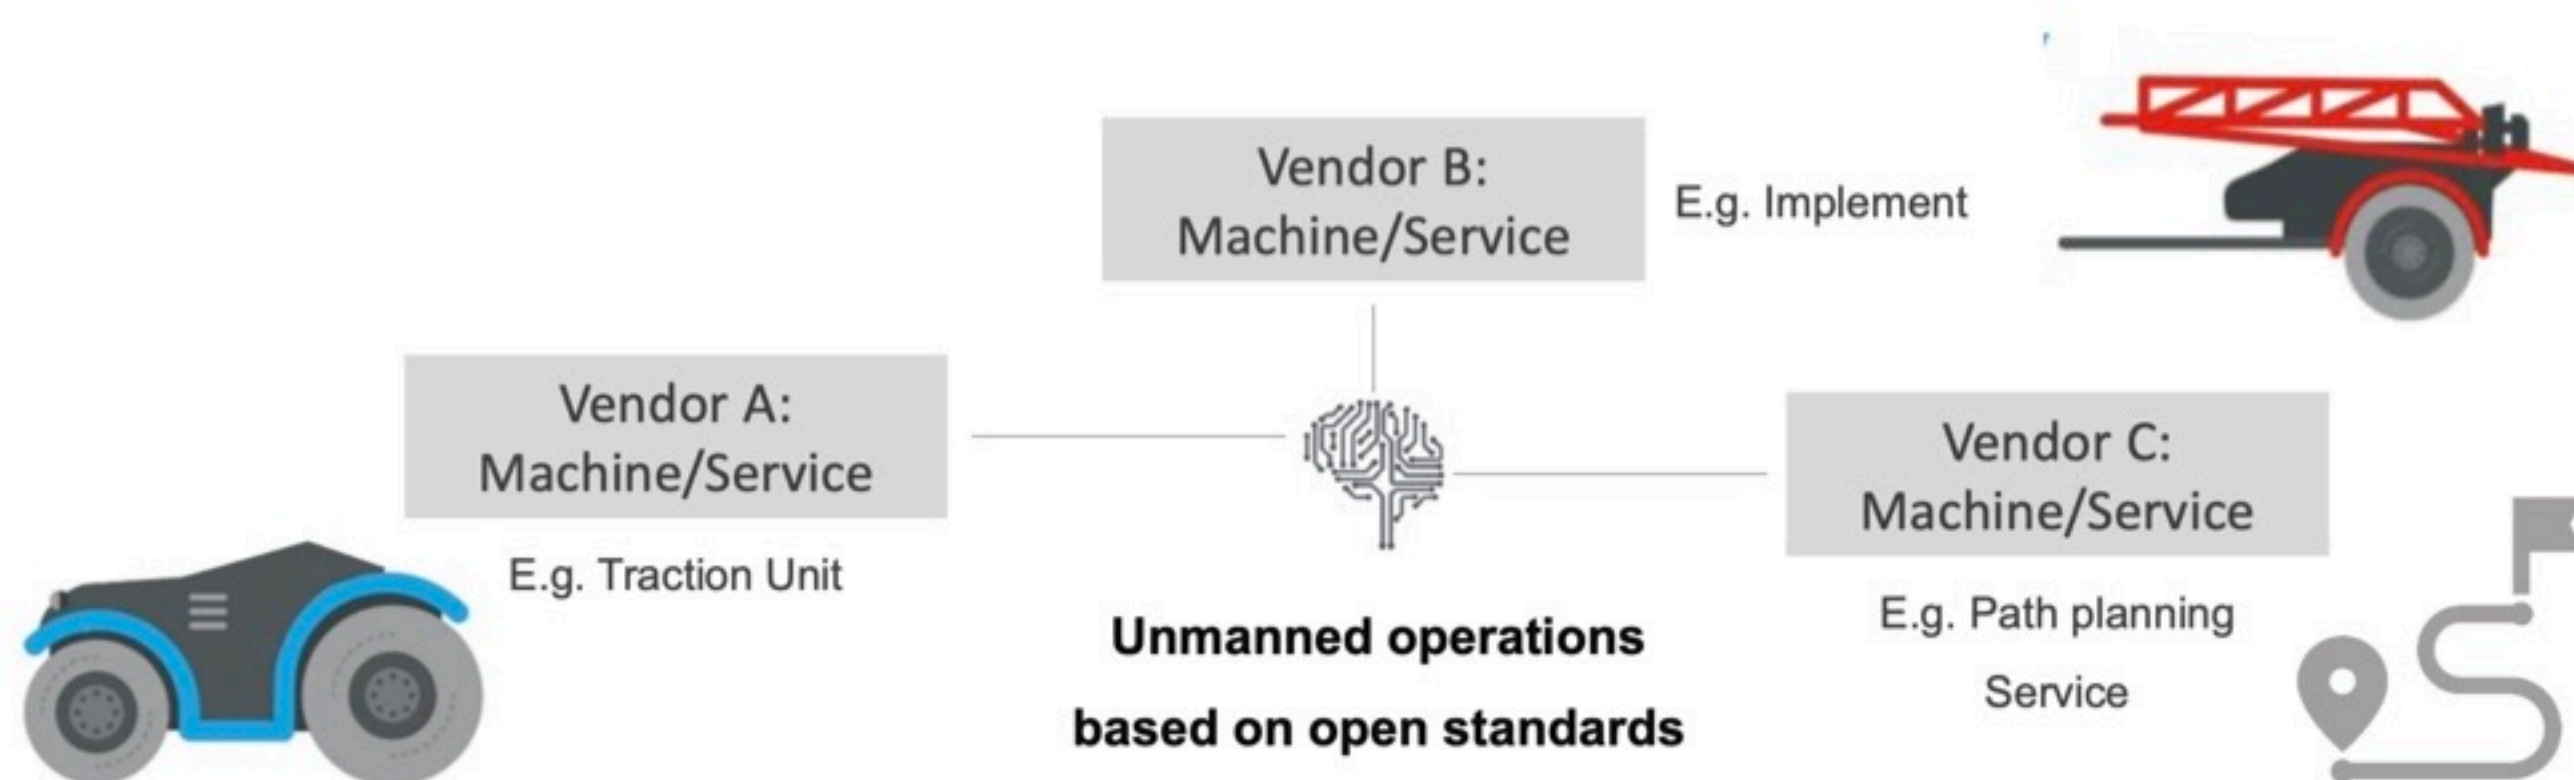 Vendor B:
Machine/Service
E.g. Implement
Vendor A:
Machine/Service
E.g. Traction Unit
Vendor C:
Machine/Service
E.g. Path planning
Service
Unmanned operations
based on open standards